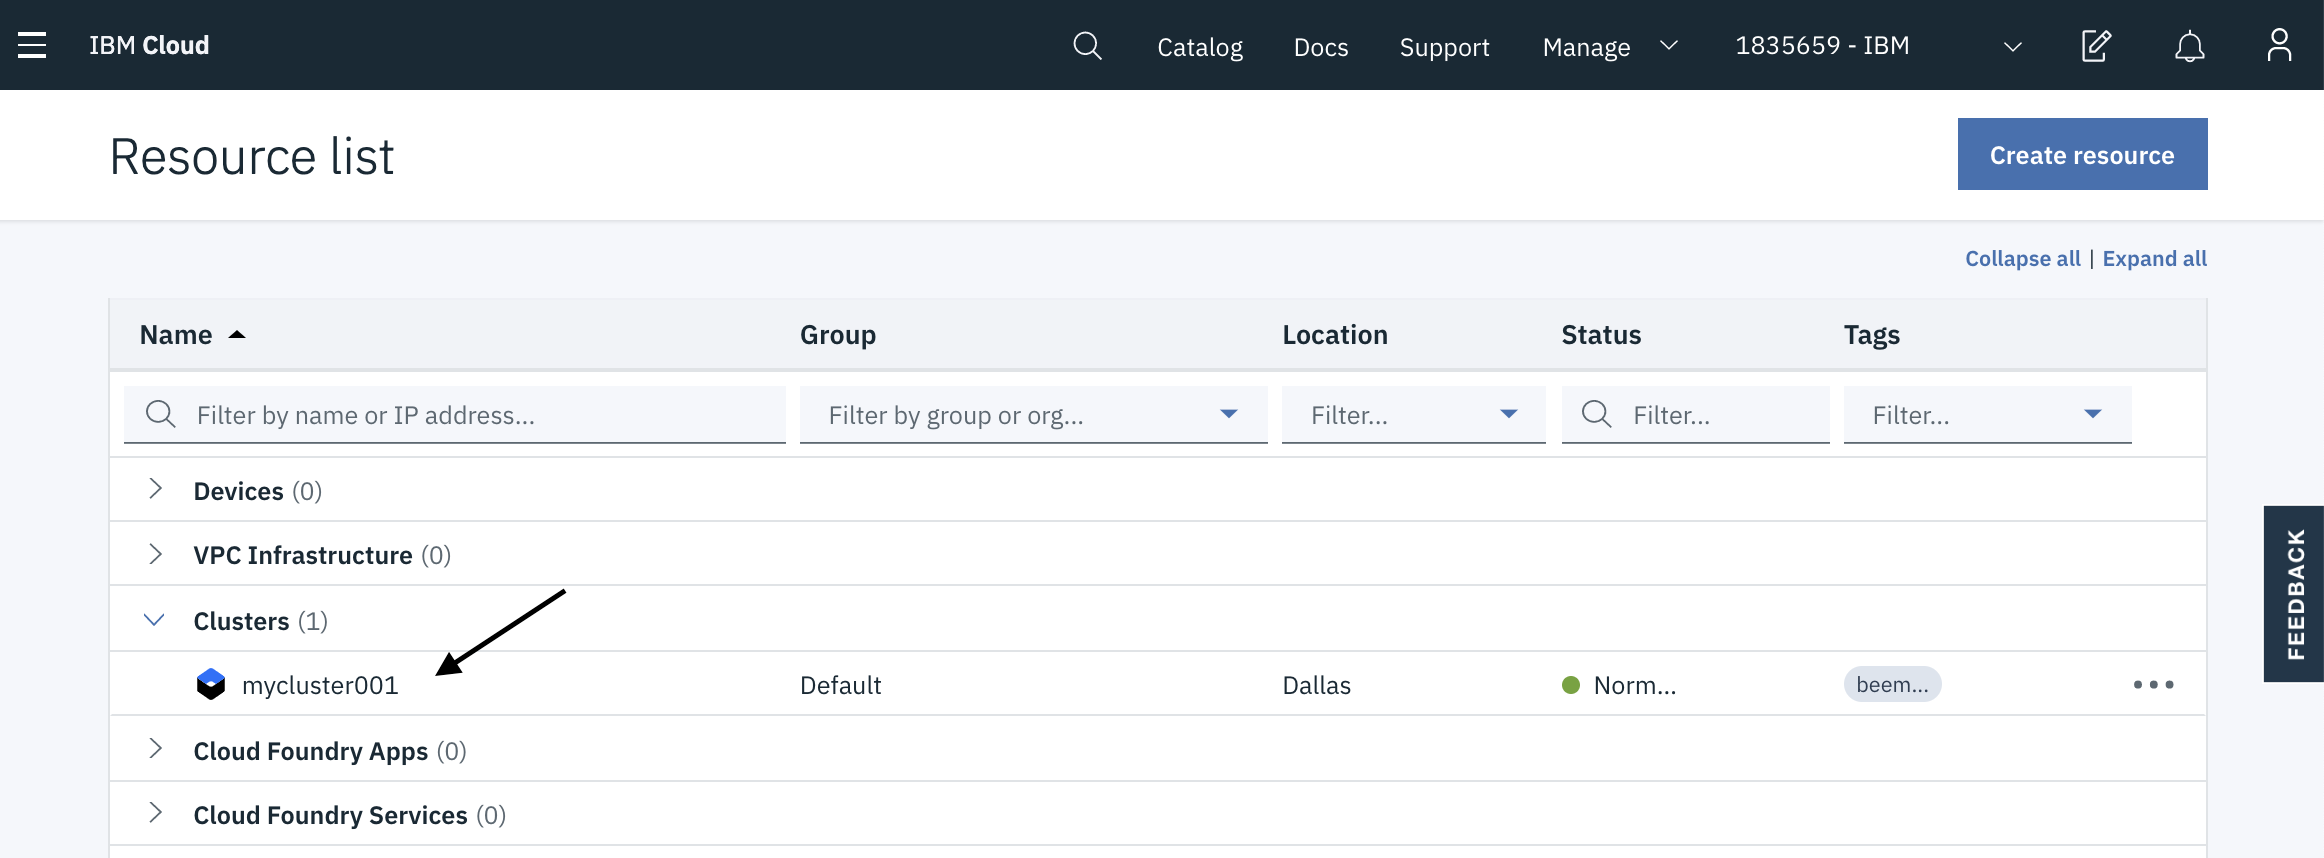 IBM Cloud Catalog Docs Support Manage 1835659 - IBM
Resource list
Create resource
Collapse all | Expand all
Name Group Location Status Tags
Filter by name or IP address... Filter by group or org... Filter... Filter... Filter...
Devices (0)
VPC Infrastructure (0)
Clusters (1)
mycluster001 Default Dallas Norm... beem...
Cloud Foundry Apps (0)
Cloud Foundry Services (0)
FEEDBACK